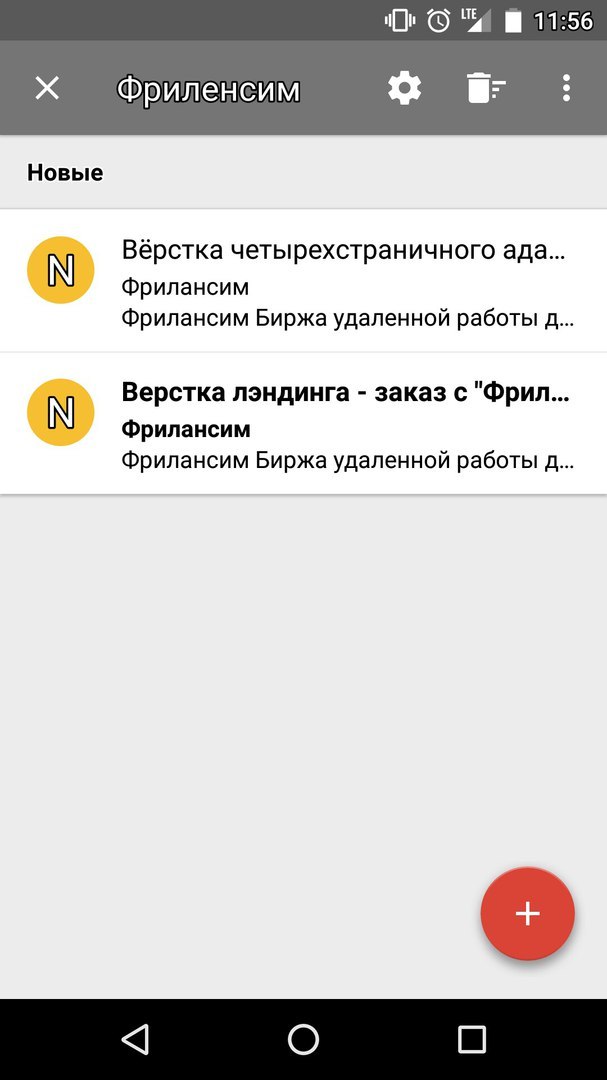 LTE 11:56
Фриленсим
Новые
N
Вёрстка четырехстраничного ада...
Фрилансим
Фрилансим Биржа удаленной работы д...
N
Верстка лэндинга - заказ с "Фрил...
Фрилансим
Фрилансим Биржа удаленной работы д...